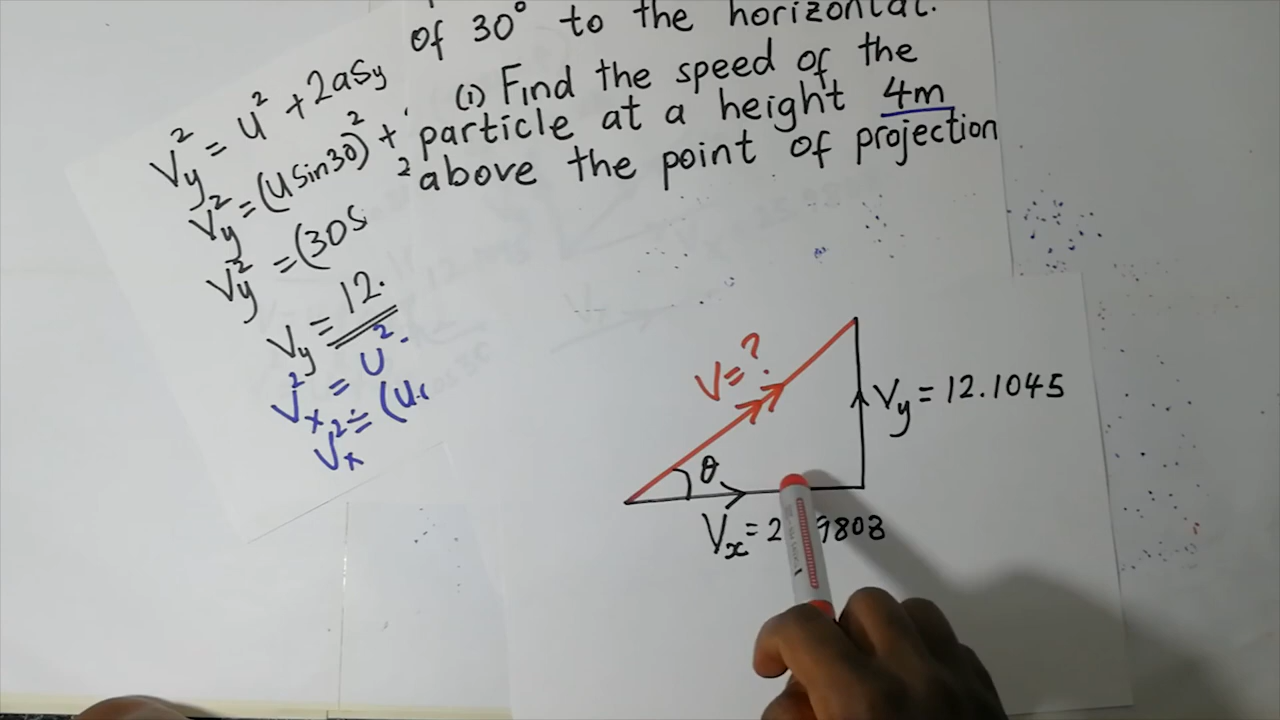 of 30° to the horizontal.
(i) Find the speed of the
particle at a height 4m
above the point of projection
Vy² = u² + 2aSy
Vy² = (u sin30)² +
2
Vy² = (30s
Vy = 12.
Vx² = u².
Vx² = (u.
Vx
V=?
θ
Vy = 12.1045
Vx = 2 9808